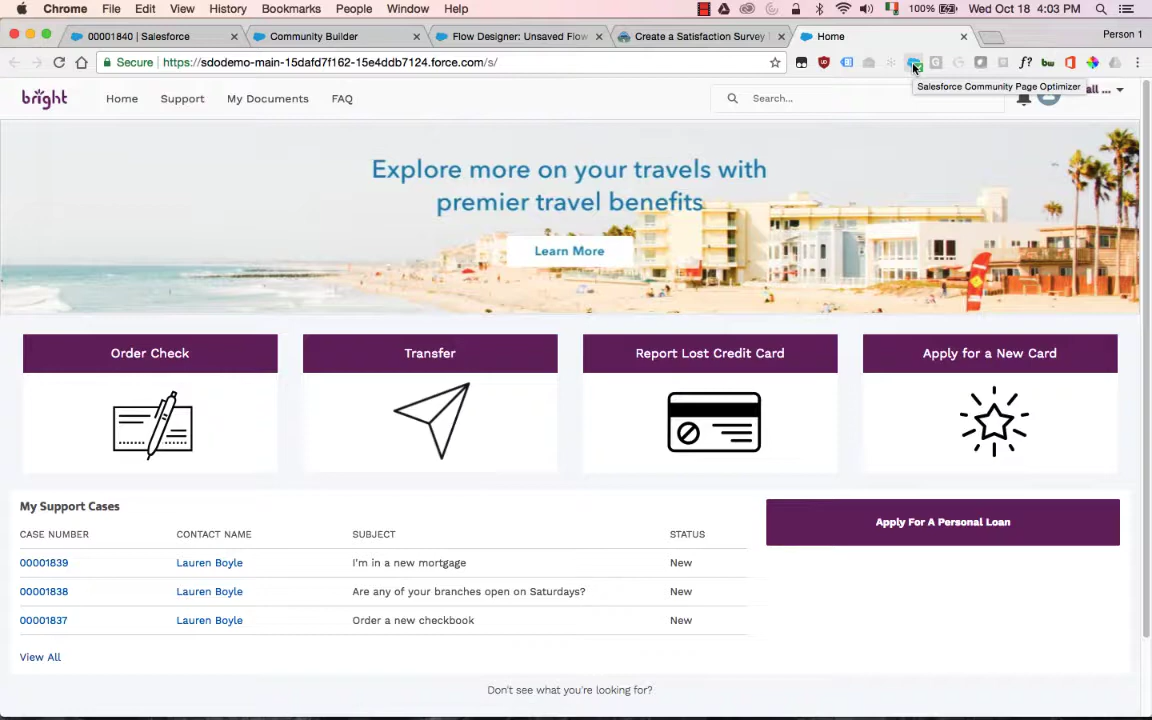 Chrome File Edit View History Bookmarks People Window Help 100% Wed Oct 18 4:03 PM
00001840 | Salesforce Community Builder Flow Designer: Unsaved Flow Create a Satisfaction Survey Home Person 1
Secure https://sdodemo-main-15dafd7f162-15e4ddb7124.force.com/s/
Salesforce Community Page Optimizer
bright Home Support My Documents FAQ Search... all ...
Explore more on your travels with
premier travel benefits
Learn More
Order Check Transfer Report Lost Credit Card Apply for a New Card
My Support Cases
Apply For A Personal Loan
CASE NUMBER CONTACT NAME SUBJECT STATUS
00001839 Lauren Boyle I'm in a new mortgage New
00001838 Lauren Boyle Are any of your branches open on Saturdays? New
00001837 Lauren Boyle Order a new checkbook New
View All
Don't see what you're looking for?